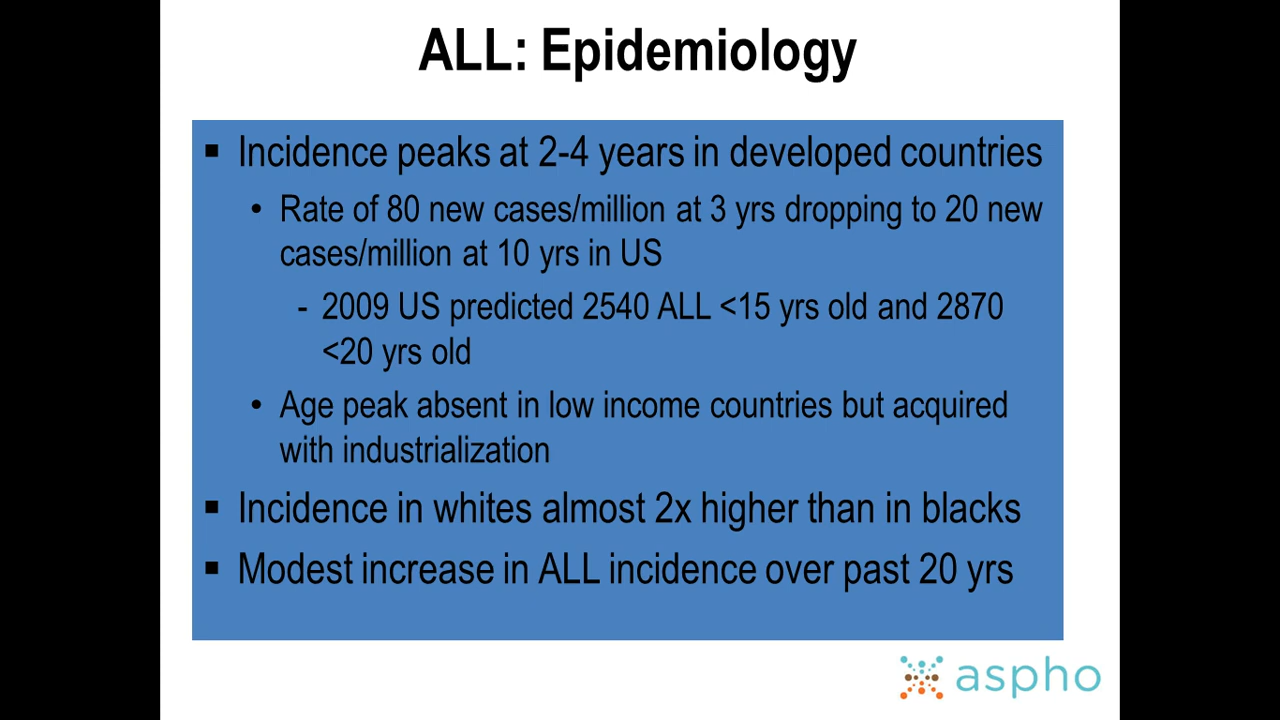 ALL: Epidemiology
▪ Incidence peaks at 2-4 years in developed countries
• Rate of 80 new cases/million at 3 yrs dropping to 20 new
cases/million at 10 yrs in US
- 2009 US predicted 2540 ALL <15 yrs old and 2870
<20 yrs old
• Age peak absent in low income countries but acquired
with industrialization
▪ Incidence in whites almost 2x higher than in blacks
▪ Modest increase in ALL incidence over past 20 yrs
aspho